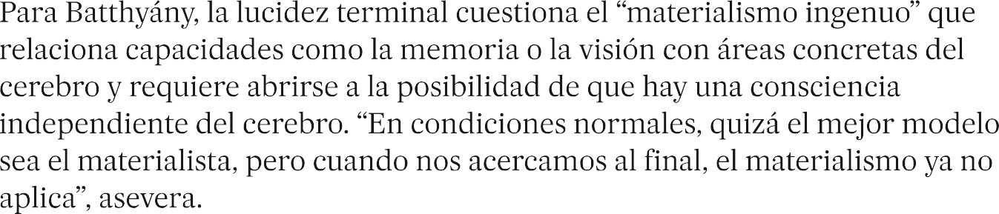 Para Batthyány, la lucidez terminal cuestiona el “materialismo ingenuo” que
relaciona capacidades como la memoria o la visión con áreas concretas del
cerebro y requiere abrirse a la posibilidad de que hay una consciencia
independiente del cerebro. “En condiciones normales, quizá el mejor modelo
sea el materialista, pero cuando nos acercamos al final, el materialismo ya no
aplica”, asevera.